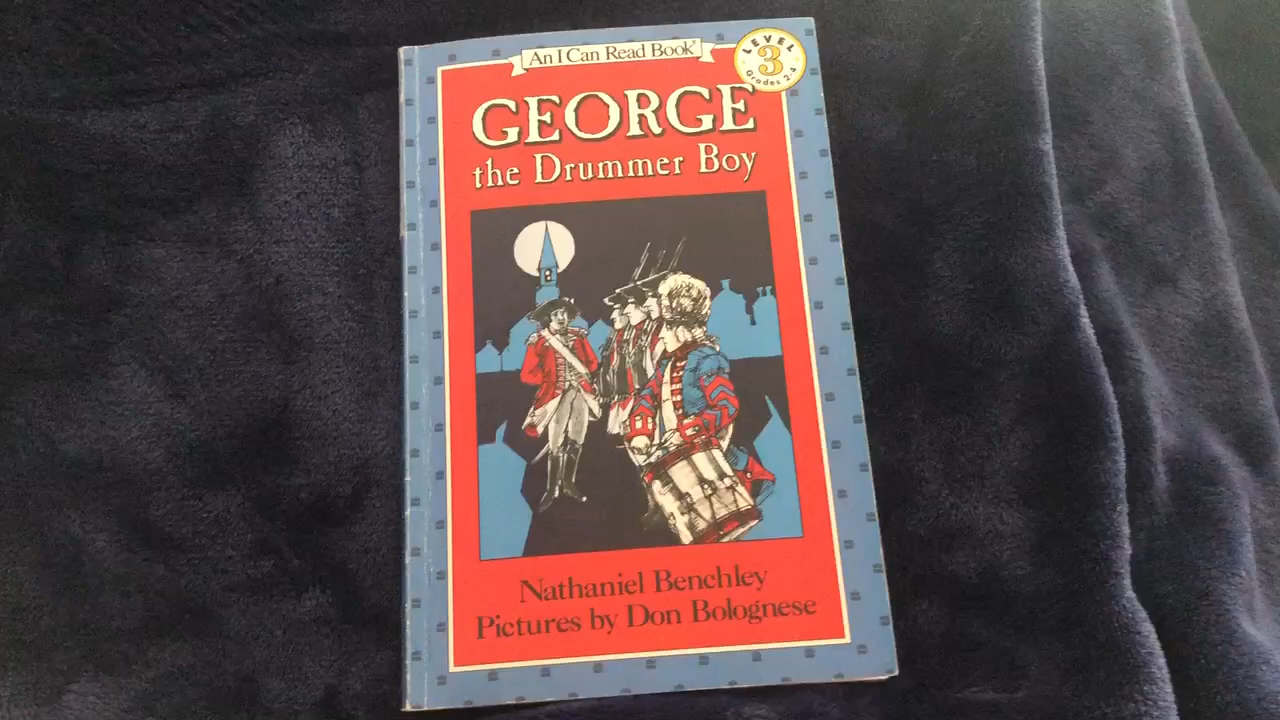 An I Can Read Book®
LEVEL
3
Grades 2-4
GEORGE
the Drummer Boy
Nathaniel Benchley
Pictures by Don Bolognese